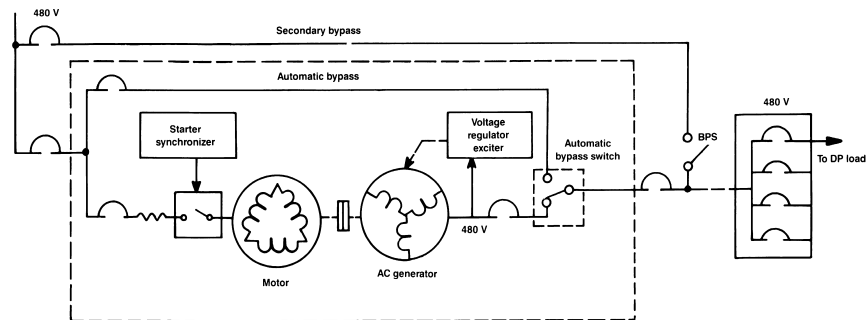 480 V
Secondary bypass
Automatic bypass
480 V
Starter
synchronizer
Voltage
regulator
exciter
Automatic
bypass switch
BPS
To DP load
480 V
AC generator
Motor